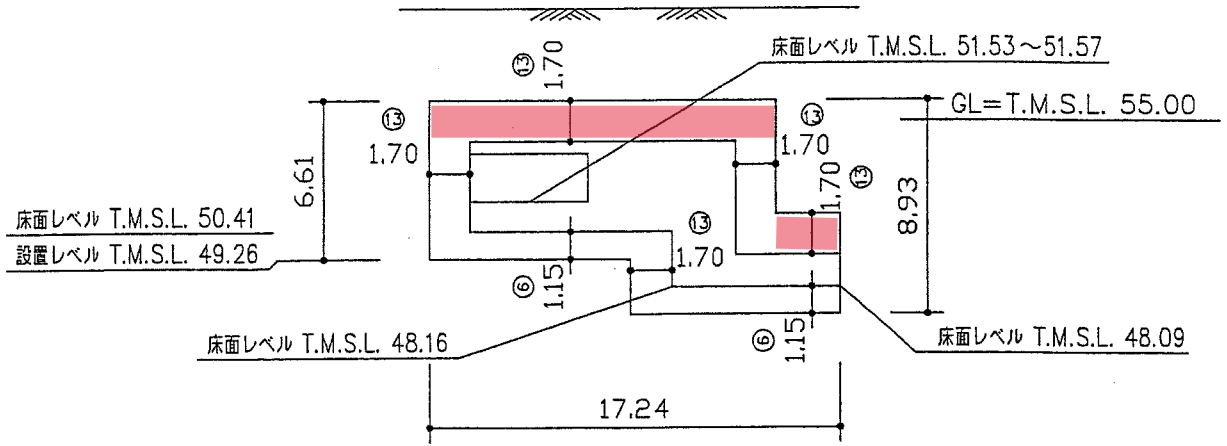 ⑬ 1.70
床面レベル T.M.S.L. 51.53～51.57
GL=T.M.S.L. 55.00
⑬
1.70
⑬
1.70
6.61
1.70 ⑬
8.93
床面レベル T.M.S.L. 50.41
設置レベル T.M.S.L. 49.26
⑬
1.70
⑥ 1.15
床面レベル T.M.S.L. 48.16
⑥ 1.15
床面レベル T.M.S.L. 48.09
17.24